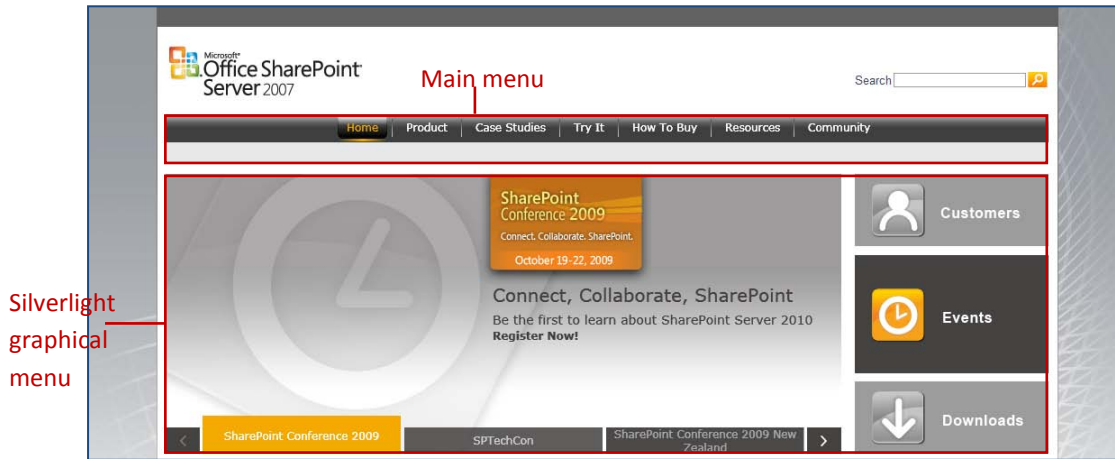 Microsoft®
Office SharePoint®
Server 2007
Main menu
Search
Home Product Case Studies Try It How To Buy Resources Community
SharePoint
Conference 2009
Connect. Collaborate. SharePoint.
October 19-22, 2009
Connect, Collaborate, SharePoint
Be the first to learn about SharePoint Server 2010
Register Now!
Customers
Events
Downloads
Silverlight
graphical
menu
SharePoint Conference 2009
SPTechCon
SharePoint Conference 2009 New
Zealand